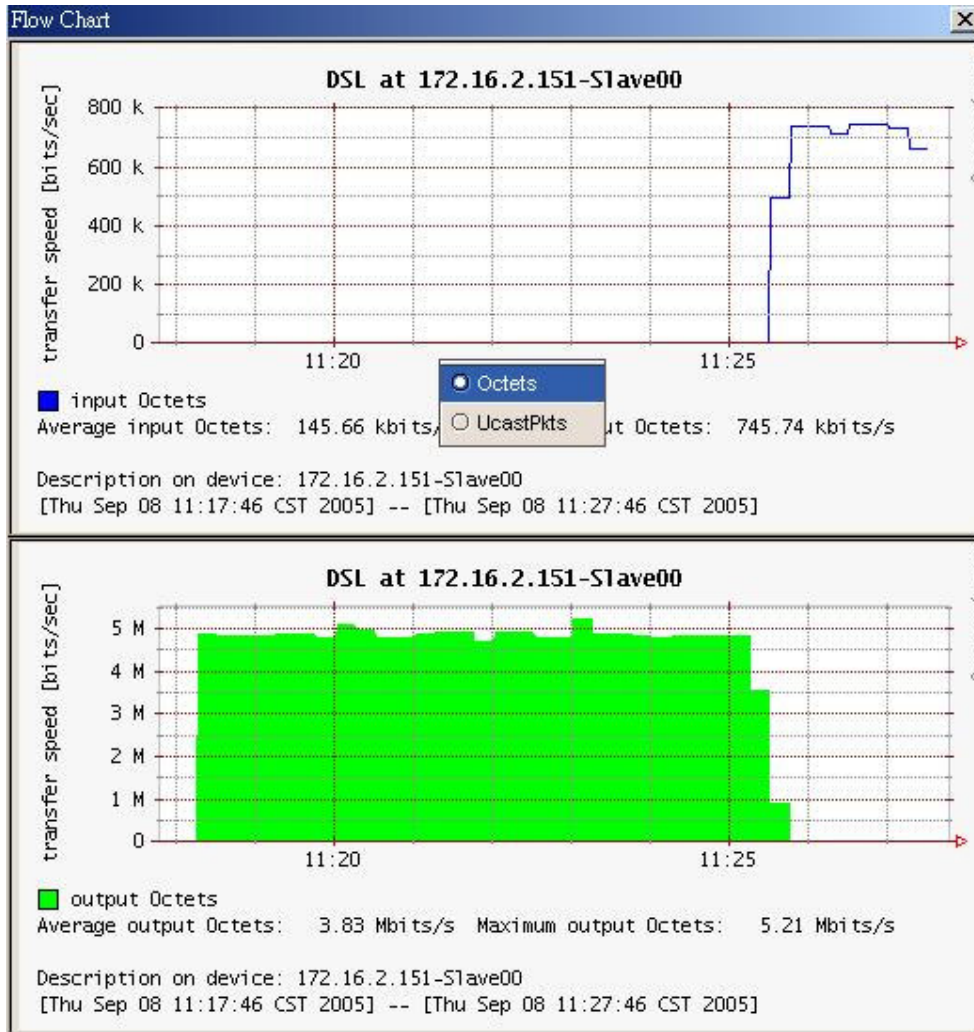 Flow Chart
DSL at 172.16.2.151-Slave00
transfer speed [bits/sec]
800 k
600 k
400 k
200 k
0
11:20
11:25
Octets
UcastPkts
input Octets
Average input Octets: 145.66 kbits/ ut Octets: 745.74 kbits/s
Description on device: 172.16.2.151-Slave00
[Thu Sep 08 11:17:46 CST 2005] -- [Thu Sep 08 11:27:46 CST 2005]
DSL at 172.16.2.151-Slave00
transfer speed [bits/sec]
5 M
4 M
3 M
2 M
1 M
0
11:20
11:25
output Octets
Average output Octets: 3.83 Mbits/s Maximum output Octets: 5.21 Mbits/s
Description on device: 172.16.2.151-Slave00
[Thu Sep 08 11:17:46 CST 2005] -- [Thu Sep 08 11:27:46 CST 2005]